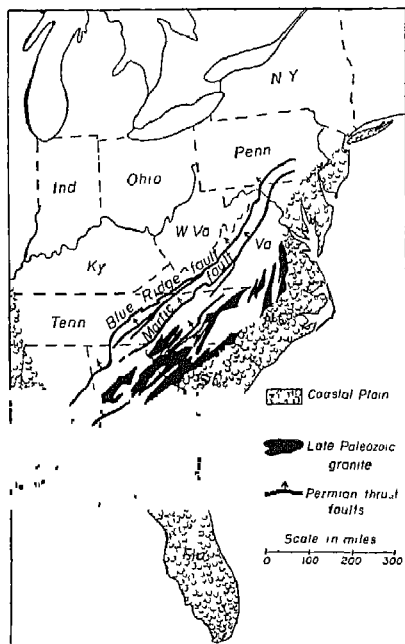 N Y
Penn
Ind
Ohio
W Va
Va
Ky
Blue Ridge fault
Martic fault
Tenn
Coastal Plain
Late Paleozoic
granite
Permian thrust
faults
Scale in miles
0 100 200 300